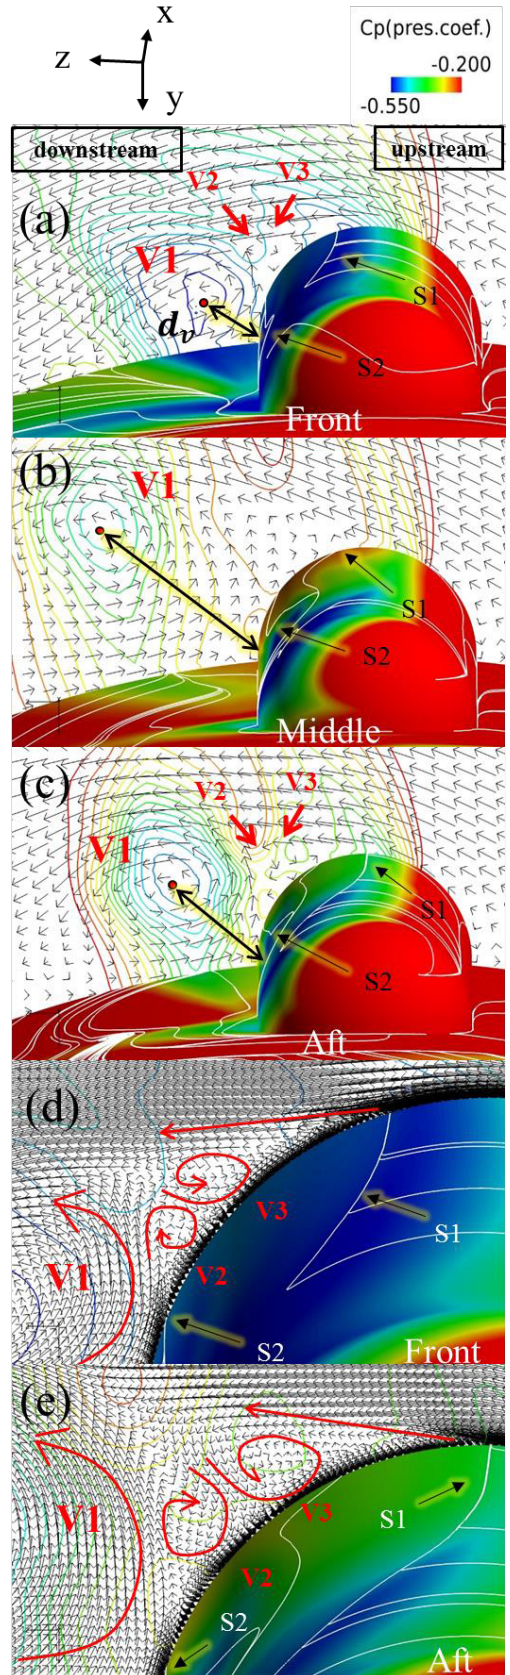 x
z
y
Cp(pres.coef.)
-0.200
-0.550
downstream
upstream
(a)
V2
V3
V1
dv
S1
S2
Front
(b)
V1
S1
S2
Middle
(c)
V2
V3
V1
S1
S2
Aft
(d)
V3
S1
V1
V2
S2
Front
(e)
V3
S1
V1
V2
S2
Aft